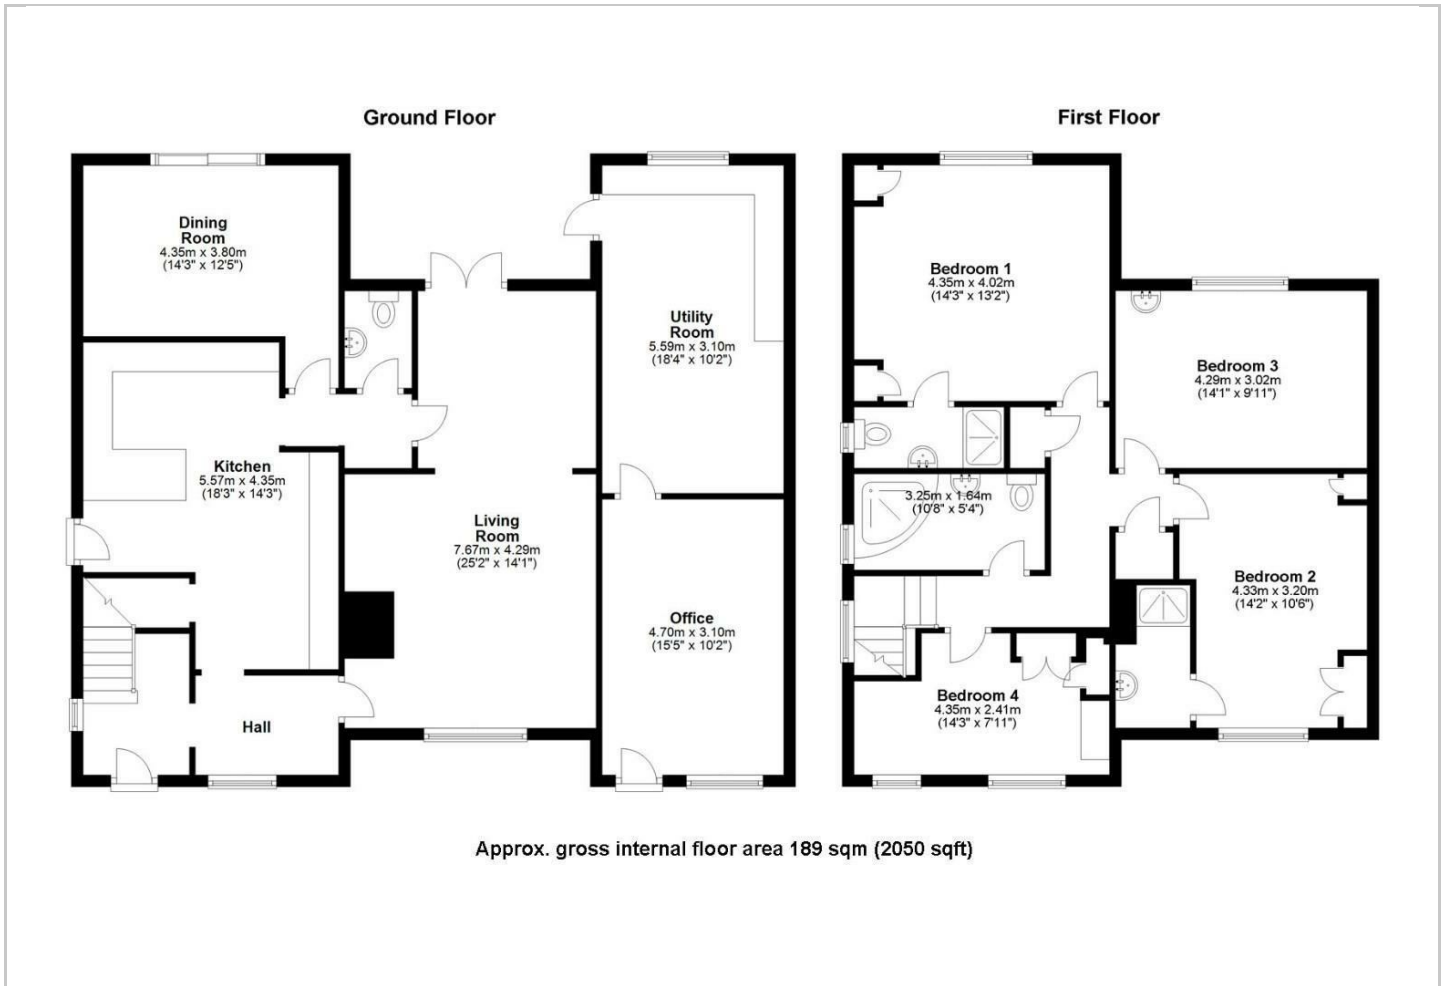 Ground Floor
Dining
Room
4.35m x 3.80m
(14'3" x 12'5")
Utility
Room
5.59m x 3.10m
(18'4" x 10'2")
Kitchen
5.57m x 4.35m
(18'3" x 14'3")
Living
Room
7.67m x 4.29m
(25'2" x 14'1")
Office
4.70m x 3.10m
(15'5" x 10'2")
Hall
First Floor
Bedroom 1
4.35m x 4.02m
(14'3" x 13'2")
Bedroom 3
4.29m x 3.02m
(14'1" x 9'11")
3.25m x 1.64m
(10'8" x 5'4")
Bedroom 2
4.33m x 3.20m
(14'2" x 10'6")
Bedroom 4
4.35m x 2.41m
(14'3" x 7'11")
Approx. gross internal floor area 189 sqm (2050 sqft)